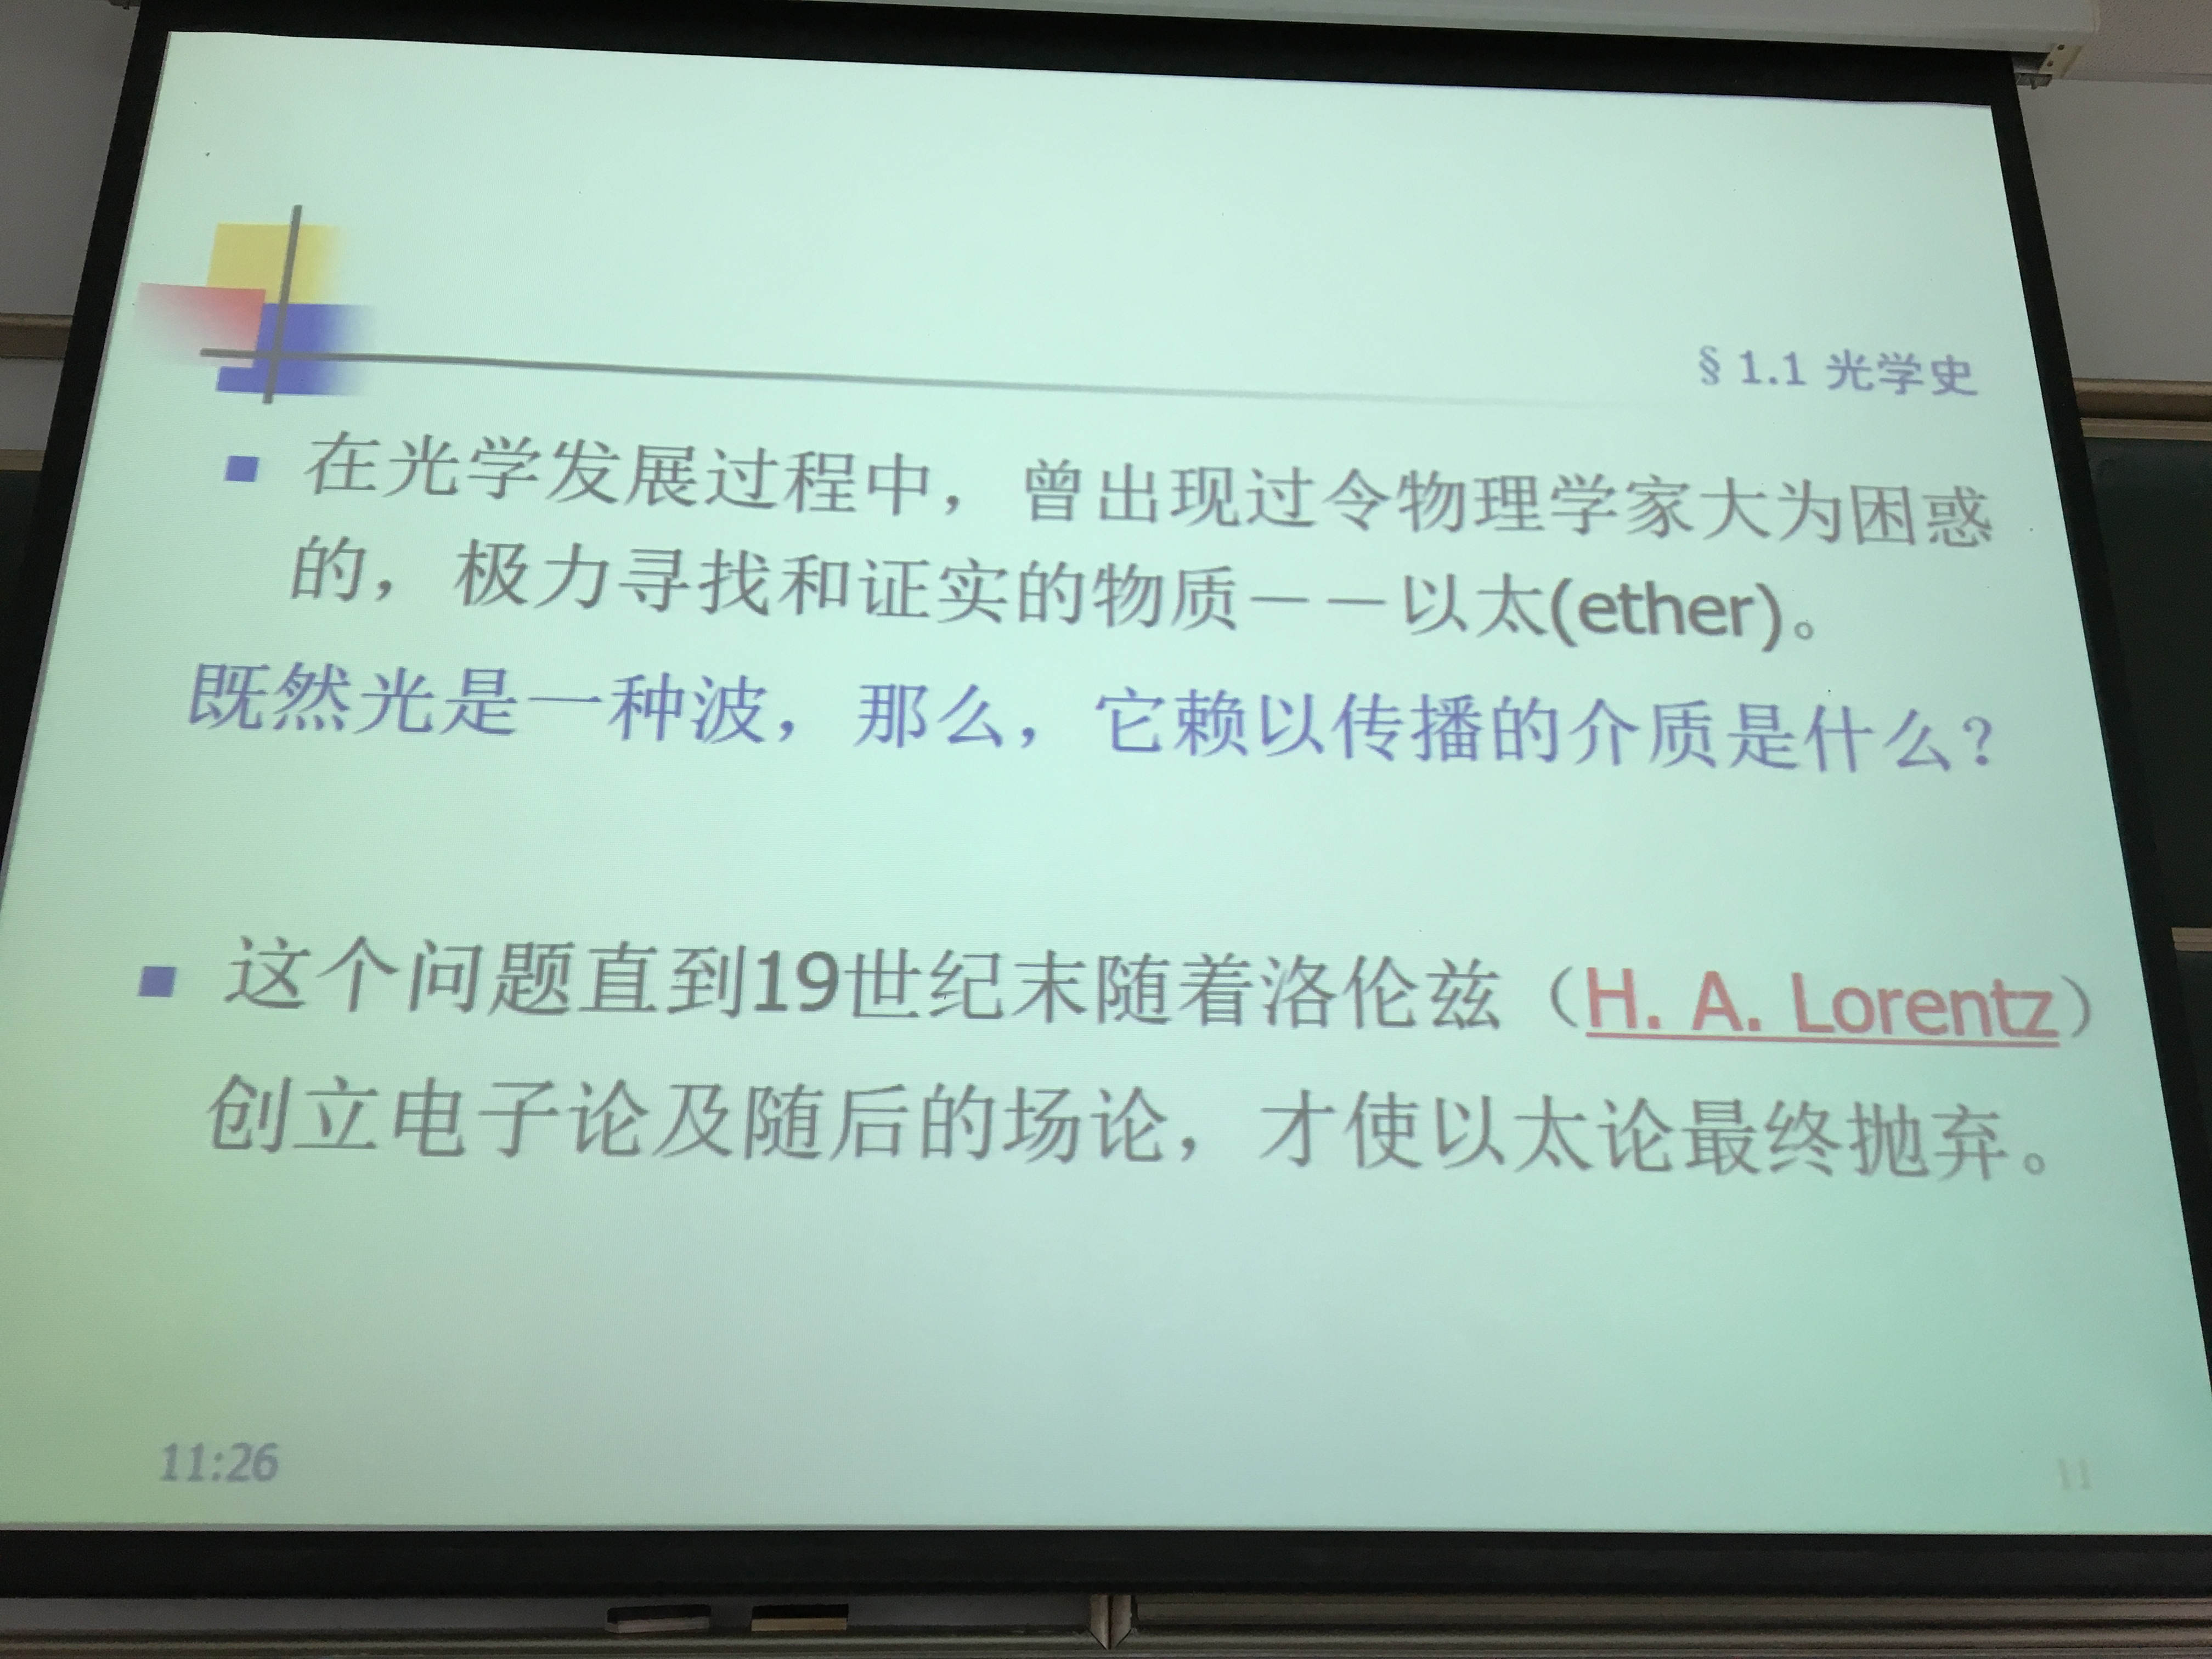 §1.1 光学史
在光学发展过程中，曾出现过令物理学家大为困惑
的，极力寻找和证实的物质－－以太(ether)。
既然光是一种波，那么，它赖以传播的介质是什么？
这个问题直到19世纪末随着洛伦兹（H. A. Lorentz）
创立电子论及随后的场论，才使以太论最终抛弃。
11:26
11